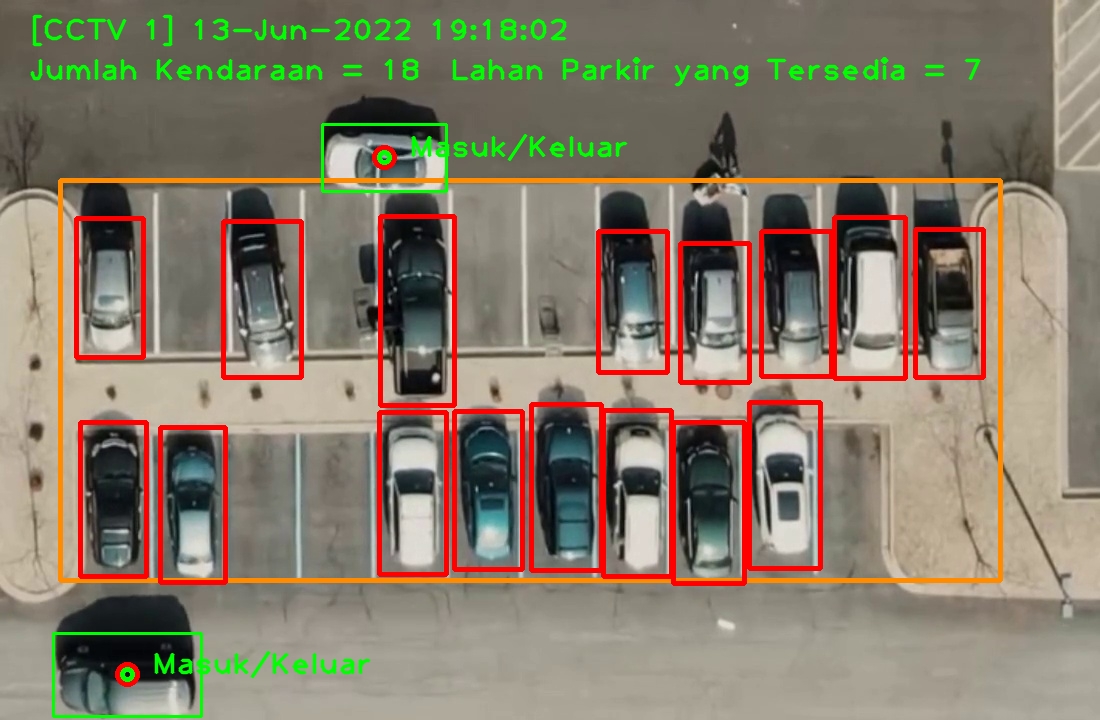 [CCTV 1] 13-Jun-2022 19:18:02
Jumlah Kendaraan = 18 Lahan Parkir yang Tersedia = 7
Masuk/Keluar
Masuk/Keluar